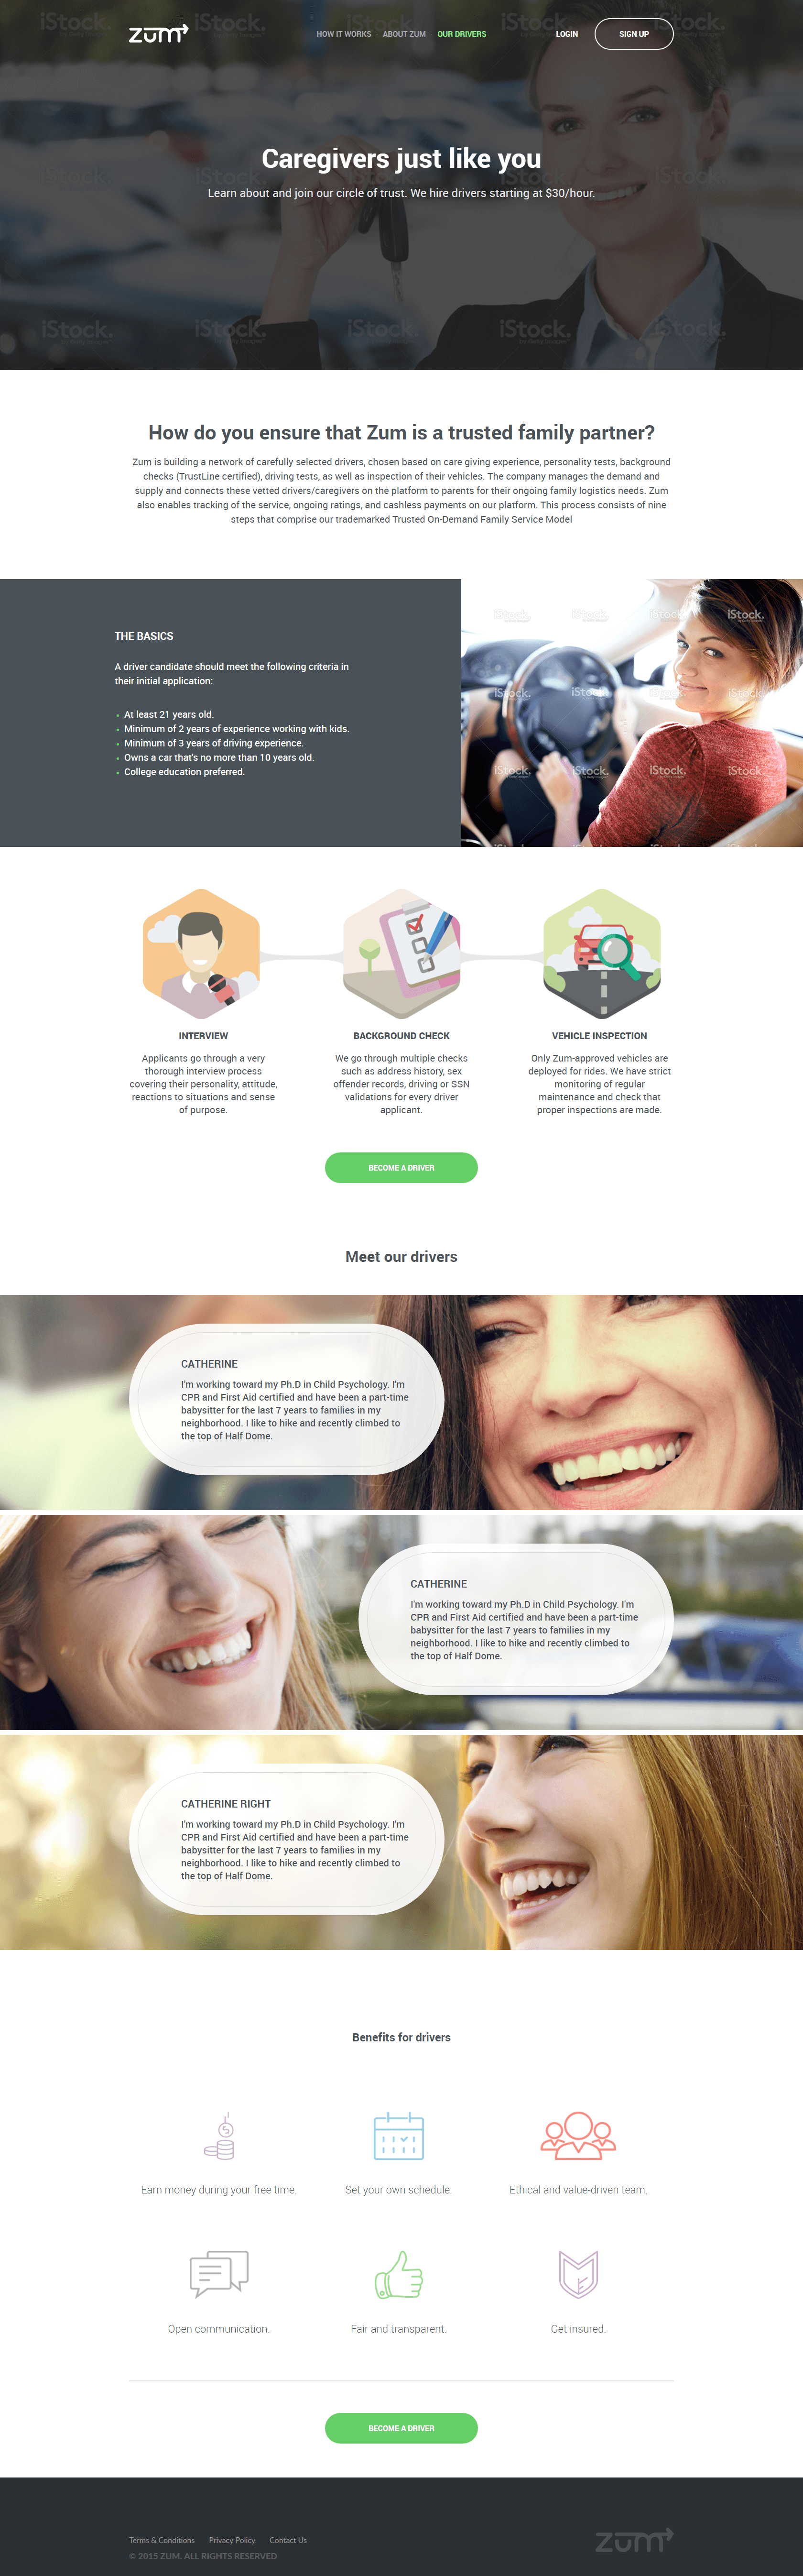 zum
HOW IT WORKS
ABOUT ZUM
OUR DRIVERS
LOGIN
SIGN UP
iStock.
Caregivers just like you
Learn about and join our circle of trust. We hire drivers starting at $30/hour.
How do you ensure that Zum is a trusted family partner?
Zum is building a network of carefully selected drivers, chosen based on care giving experience, personality tests, background
checks (TrustLine certified), driving tests, as well as inspection of their vehicles. The company manages the demand and
supply and connects these vetted drivers/caregivers on the platform to parents for their ongoing family logistics needs. Zum
also enables tracking of the service, ongoing ratings, and cashless payments on our platform. This process consists of nine
steps that comprise our trademarked Trusted On-Demand Family Service Model
THE BASICS
A driver candidate should meet the following criteria in
their initial application:
• At least 21 years old.
• Minimum of 2 years of experience working with kids.
• Minimum of 3 years of driving experience.
• Owns a car that's no more than 10 years old.
• College education preferred.
iStock.
INTERVIEW
Applicants go through a very
thorough interview process
covering their personality, attitude,
reactions to situations and sense
of purpose.
BACKGROUND CHECK
We go through multiple checks
such as address history, sex
offender records, driving or SSN
validations for every driver
applicant.
VEHICLE INSPECTION
Only Zum-approved vehicles are
deployed for rides. We have strict
monitoring of regular
maintenance and check that
proper inspections are made.
BECOME A DRIVER
Meet our drivers
CATHERINE
I'm working toward my Ph.D in Child Psychology. I'm
CPR and First Aid certified and have been a part-time
babysitter for the last 7 years to families in my
neighborhood. I like to hike and recently climbed to
the top of Half Dome.
CATHERINE
I'm working toward my Ph.D in Child Psychology. I'm
CPR and First Aid certified and have been a part-time
babysitter for the last 7 years to families in my
neighborhood. I like to hike and recently climbed to
the top of Half Dome.
CATHERINE RIGHT
I'm working toward my Ph.D in Child Psychology. I'm
CPR and First Aid certified and have been a part-time
babysitter for the last 7 years to families in my
neighborhood. I like to hike and recently climbed to
the top of Half Dome.
Benefits for drivers
Earn money during your free time.
Set your own schedule.
Ethical and value-driven team.
Open communication.
Fair and transparent.
Get insured.
BECOME A DRIVER
Terms & Conditions
Privacy Policy
Contact Us
© 2015 ZUM. ALL RIGHTS RESERVED
zum